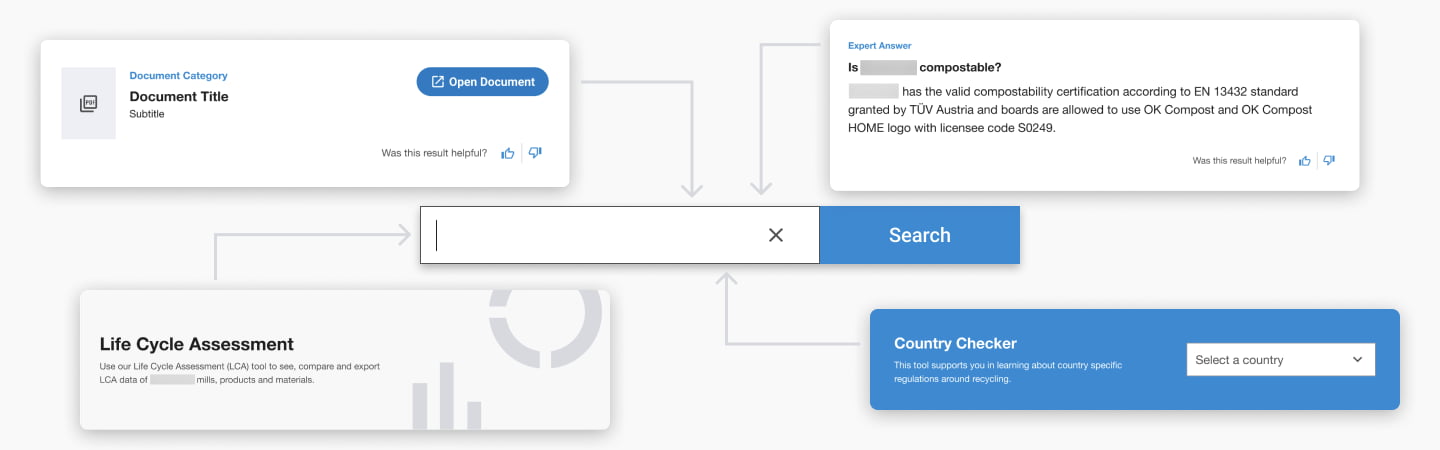 Document Category
Document Title
Subtitle
PDF
Open Document
Was this result helpful?
Expert Answer
Is compostable?
has the valid compostability certification according to EN 13432 standard
granted by TÜV Austria and boards are allowed to use OK Compost and OK Compost
HOME logo with licensee code S0249.
Was this result helpful?
Search
Life Cycle Assessment
Use our Life Cycle Assessment (LCA) tool to see, compare and export
LCA data of mills, products and materials.
Country Checker
This tool supports you in learning about country specific
regulations around recycling.
Select a country